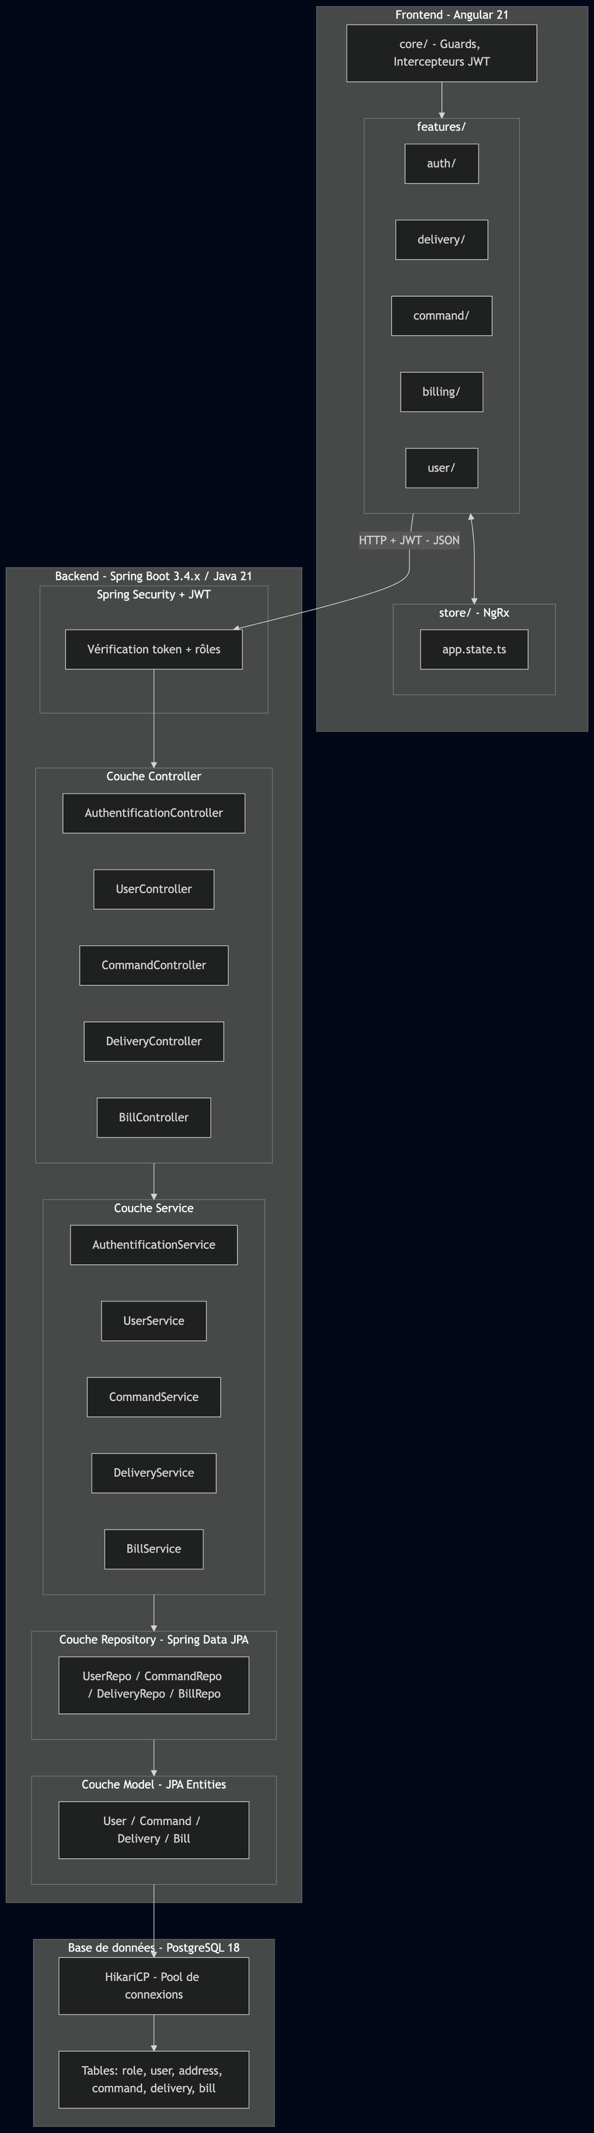 Frontend - Angular 21
core/ - Guards,
Intercepteurs JWT
features/
auth/
delivery/
command/
billing/
user/
HTTP + JWT - JSON
store/ - NgRx
app.state.ts
Backend - Spring Boot 3.4.x / Java 21
Spring Security + JWT
Vérification token + rôles
Couche Controller
AuthentificationController
UserController
CommandController
DeliveryController
BillController
Couche Service
AuthentificationService
UserService
CommandService
DeliveryService
BillService
Couche Repository - Spring Data JPA
UserRepo / CommandRepo
/ DeliveryRepo / BillRepo
Couche Model - JPA Entities
User / Command /
Delivery / Bill
Base de données - PostgreSQL 18
HikariCP - Pool de
connexions
Tables: role, user, address,
command, delivery, bill